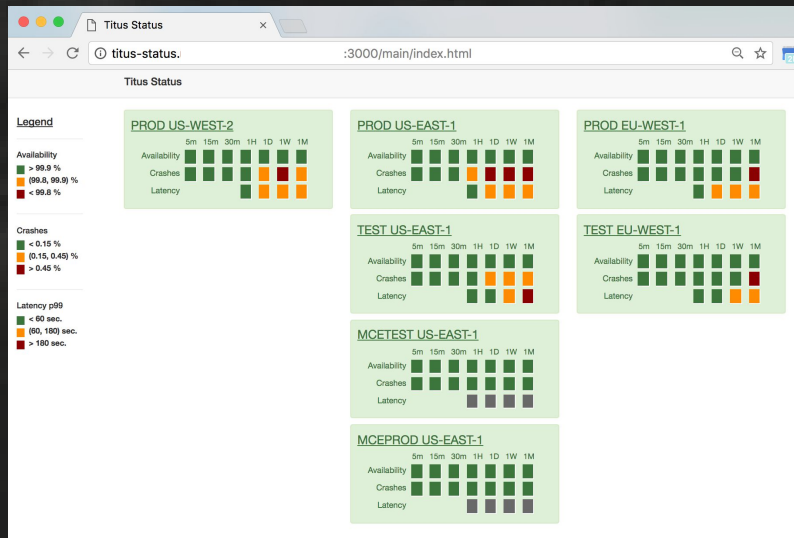 Titus Status
titus-status. :3000/main/index.html
Titus Status
Legend
Availability
> 99.9 %
(99.8, 99.9) %
< 99.8 %
Crashes
< 0.15 %
(0.15, 0.45) %
> 0.45 %
Latency p99
< 60 sec.
(60, 180) sec.
> 180 sec.
PROD US-WEST-2
5m 15m 30m 1H 1D 1W 1M
Availability
Crashes
Latency
PROD US-EAST-1
5m 15m 30m 1H 1D 1W 1M
Availability
Crashes
Latency
TEST US-EAST-1
5m 15m 30m 1H 1D 1W 1M
Availability
Crashes
Latency
MCETEST US-EAST-1
5m 15m 30m 1H 1D 1W 1M
Availability
Crashes
Latency
MCEPROD US-EAST-1
5m 15m 30m 1H 1D 1W 1M
Availability
Crashes
Latency
PROD EU-WEST-1
5m 15m 30m 1H 1D 1W 1M
Availability
Crashes
Latency
TEST EU-WEST-1
5m 15m 30m 1H 1D 1W 1M
Availability
Crashes
Latency